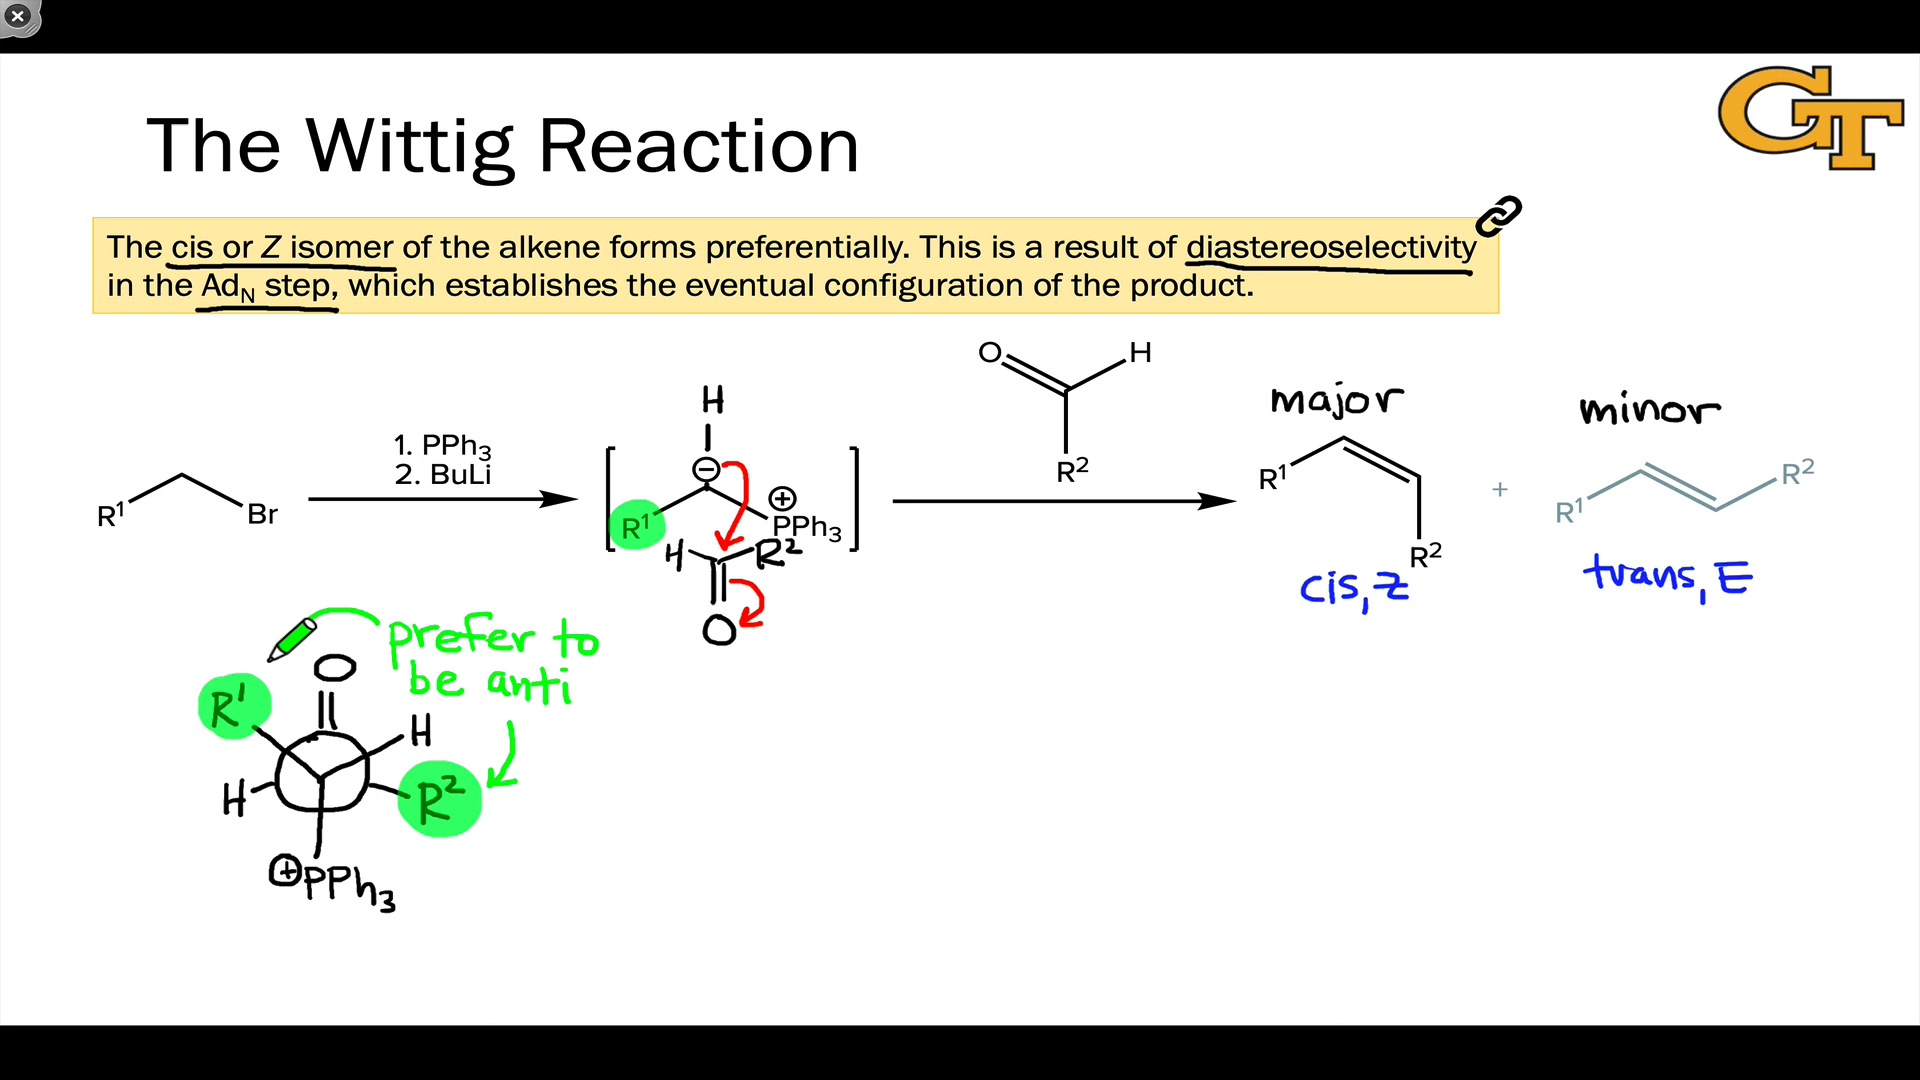 GT
The Wittig Reaction
The cis or Z isomer of the alkene forms preferentially. This is a result of diastereoselectivity
in the AdN step, which establishes the eventual configuration of the product.
R¹
Br
1. PPh₃
2. BuLi
H
−
R¹
⊕
PPh₃
H
R²
O
O
H
R²
major
R¹
R²
cis, Z
+
minor
R¹
R²
trans, E
prefer to
be anti
O
R¹
H
H
R²
⊕PPh₃